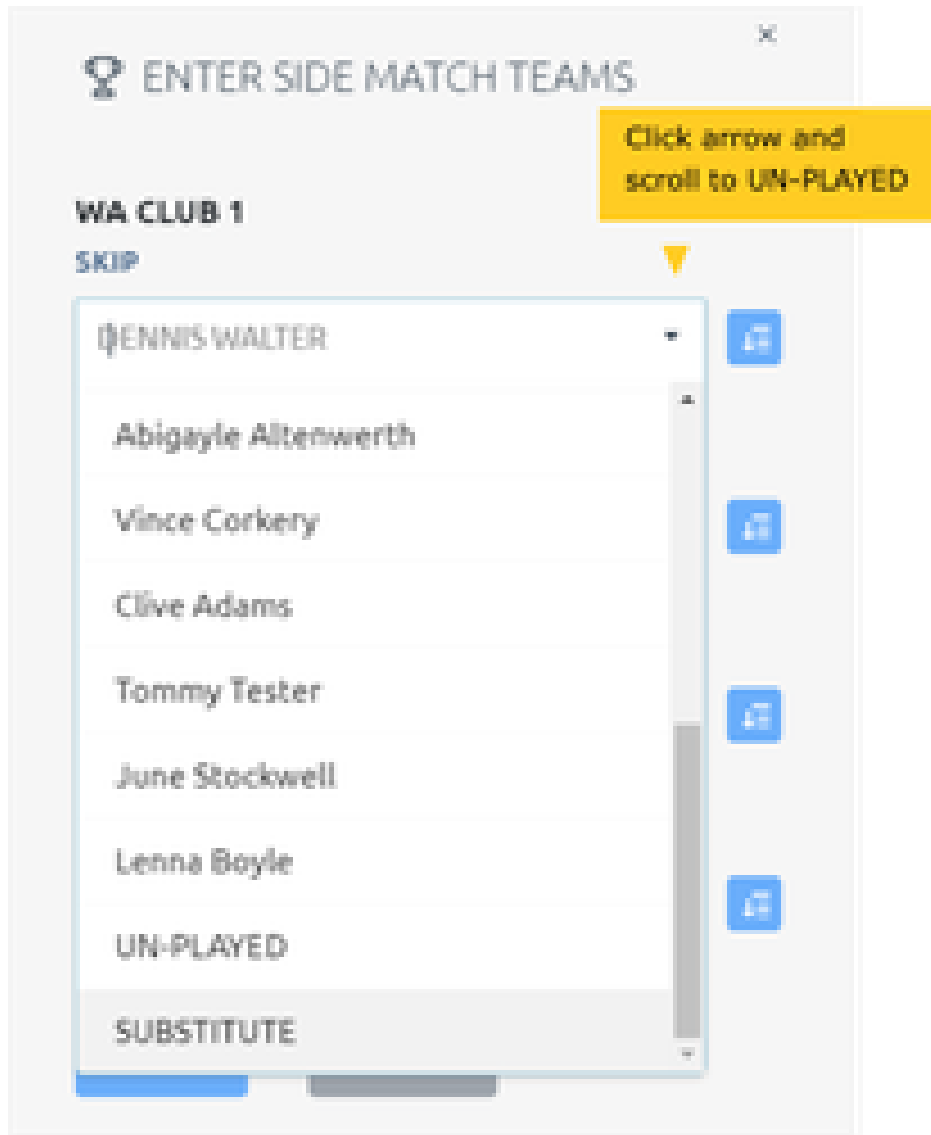 ×
ENTER SIDE MATCH TEAMS
Click arrow and
scroll to UN-PLAYED
WA CLUB 1
SKIP
DENNIS WALTER
Abigayle Altenwerth
Vince Corkery
Clive Adams
Tommy Tester
June Stockwell
Lenna Boyle
UN-PLAYED
SUBSTITUTE